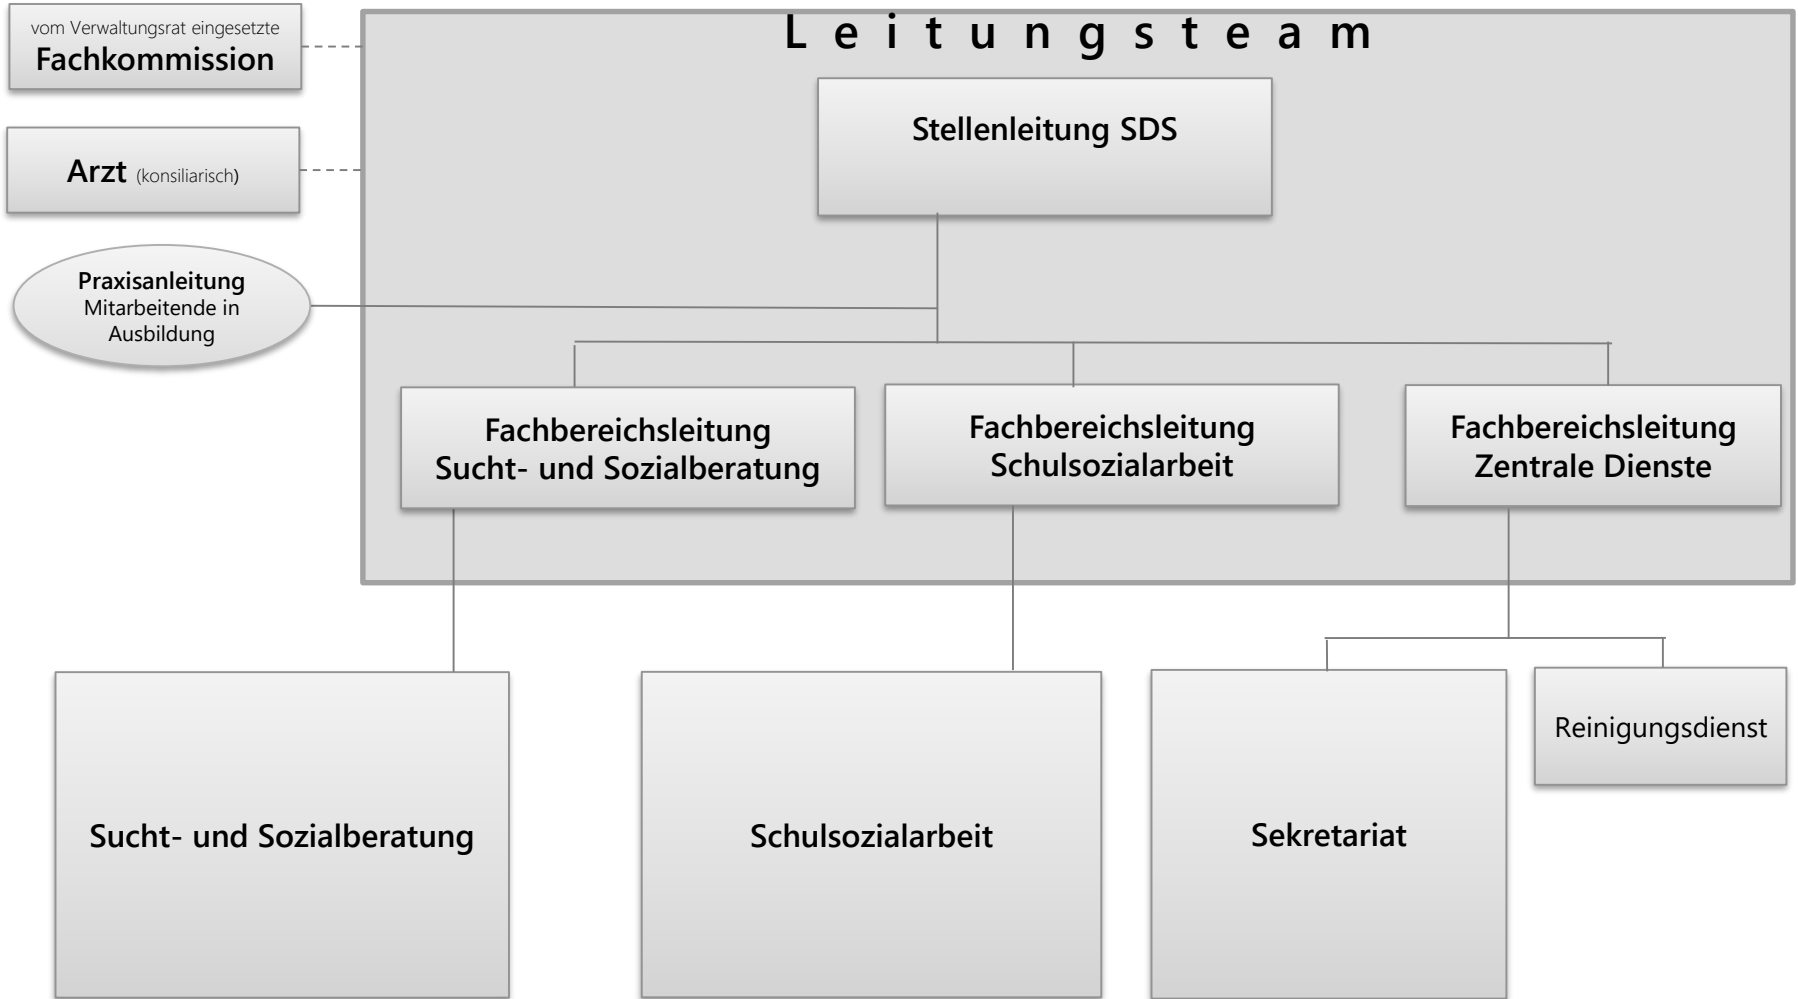 vom Verwaltungsrat eingesetzte
Fachkommission
Arzt (konsiliarisch)
Praxisanleitung
Mitarbeitende in
Ausbildung
Leitungsteam
Stellenleitung SDS
Fachbereichsleitung
Sucht- und Sozialberatung
Fachbereichsleitung
Schulsozialarbeit
Fachbereichsleitung
Zentrale Dienste
Sucht- und Sozialberatung
Schulsozialarbeit
Sekretariat
Reinigungsdienst